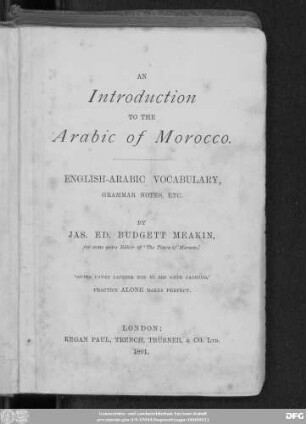 AN
Introduction
TO THE
Arabic of Morocco.
ENGLISH-ARABIC VOCABULARY,
GRAMMAR NOTES, ETC.
BY
JAS. ED. BUDGETT MEAKIN,
for some years Editor of "The Times of Morocco."
PRACTICE ALONE MAKES PERFECT.
LONDON:
KEGAN PAUL, TRENCH, TRÜBNER, & CO. LTD.
1891.
DFG